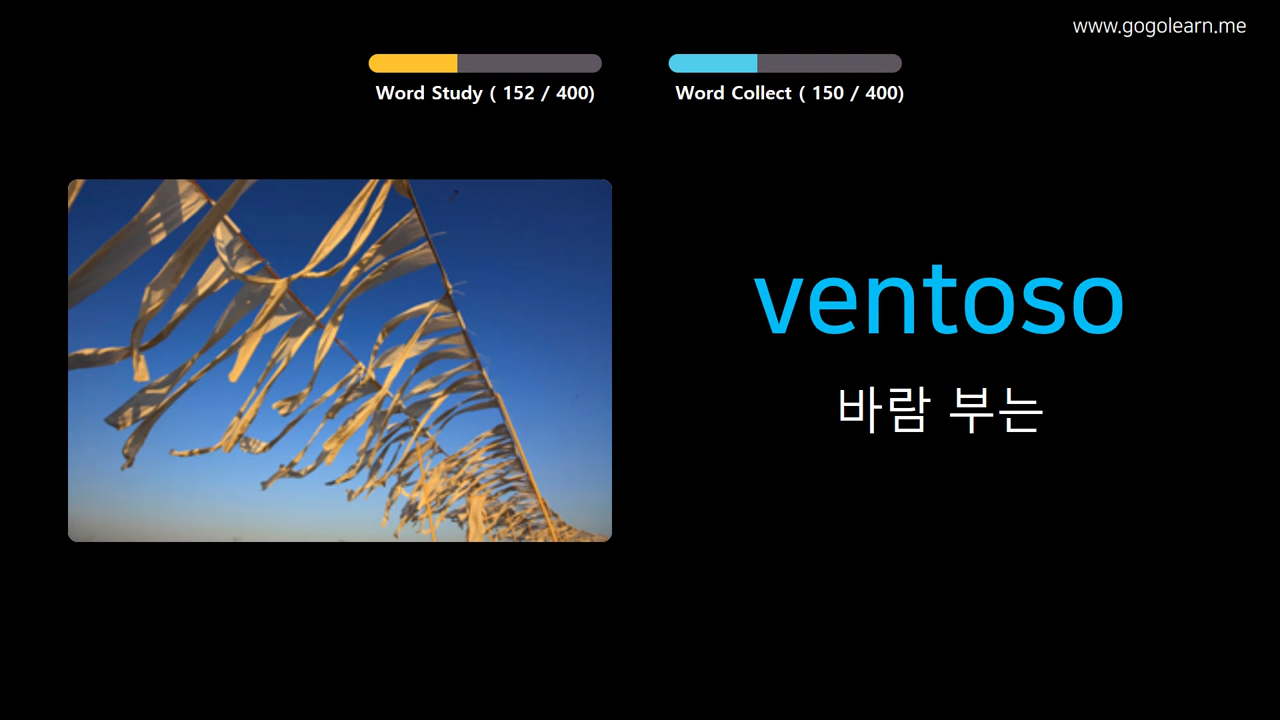 www.gogolearn.me
Word Study ( 152 / 400)
Word Collect ( 150 / 400)
ventoso
바람 부는